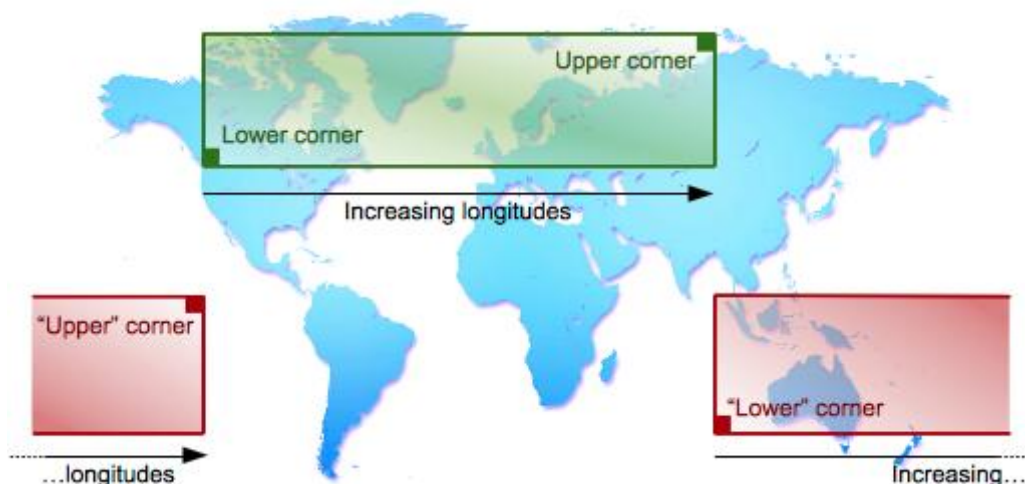 Upper corner
Lower corner
Increasing longitudes
“Upper” corner
“Lower” corner
…longitudes
Increasing…